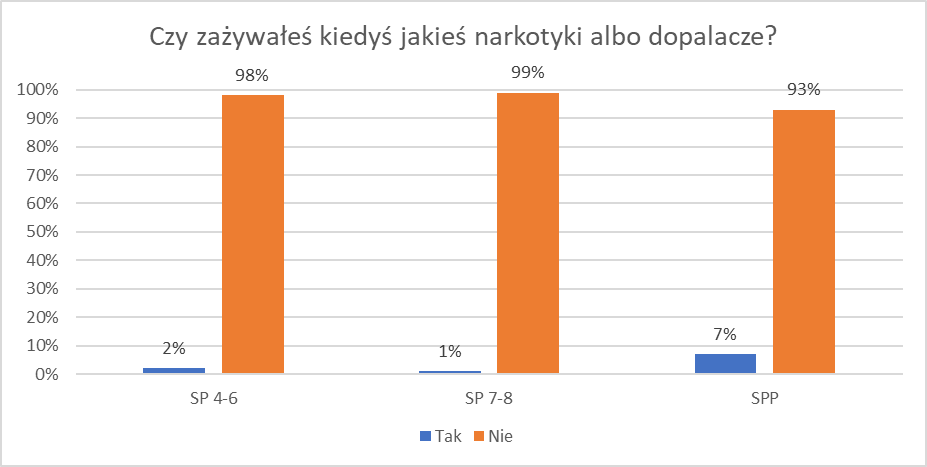 Czy zażywałeś kiedyś jakieś narkotyki albo dopalacze?
98%
99%
93%
100%
90%
80%
70%
60%
50%
40%
30%
20%
10%
0%
2%
1%
7%
SP 4-6
SP 7-8
SPP
Tak
Nie